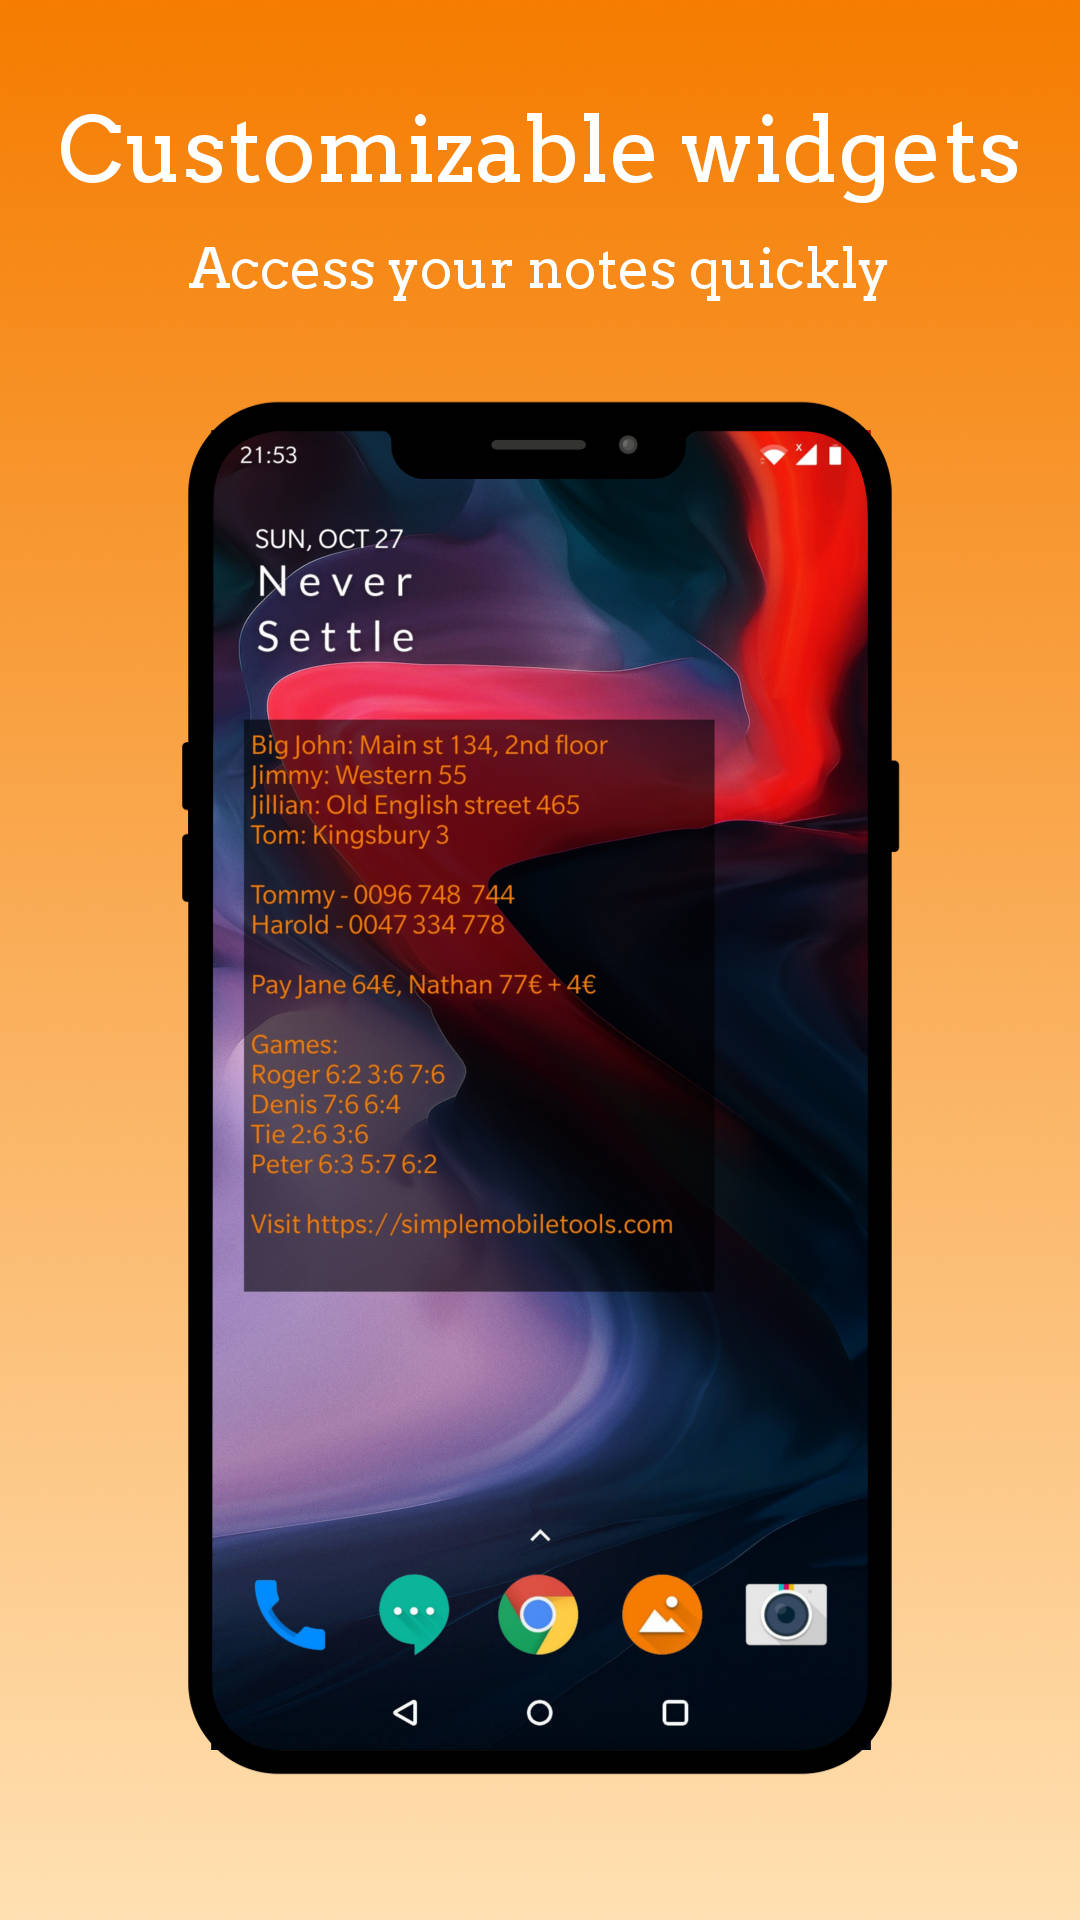 Customizable widgets
Access your notes quickly
21:53
x
SUN, OCT 27
Never
Settle
Big John: Main st 134, 2nd floor
Jimmy: Western 55
Jillian: Old English street 465
Tom: Kingsbury 3
Tommy - 0096 748  744
Harold - 0047 334 778
Pay Jane 64€, Nathan 77€ + 4€
Games:
Roger 6:2 3:6 7:6
Denis 7:6 6:4
Tie 2:6 3:6
Peter 6:3 5:7 6:2
Visit https://simplemobiletools.com